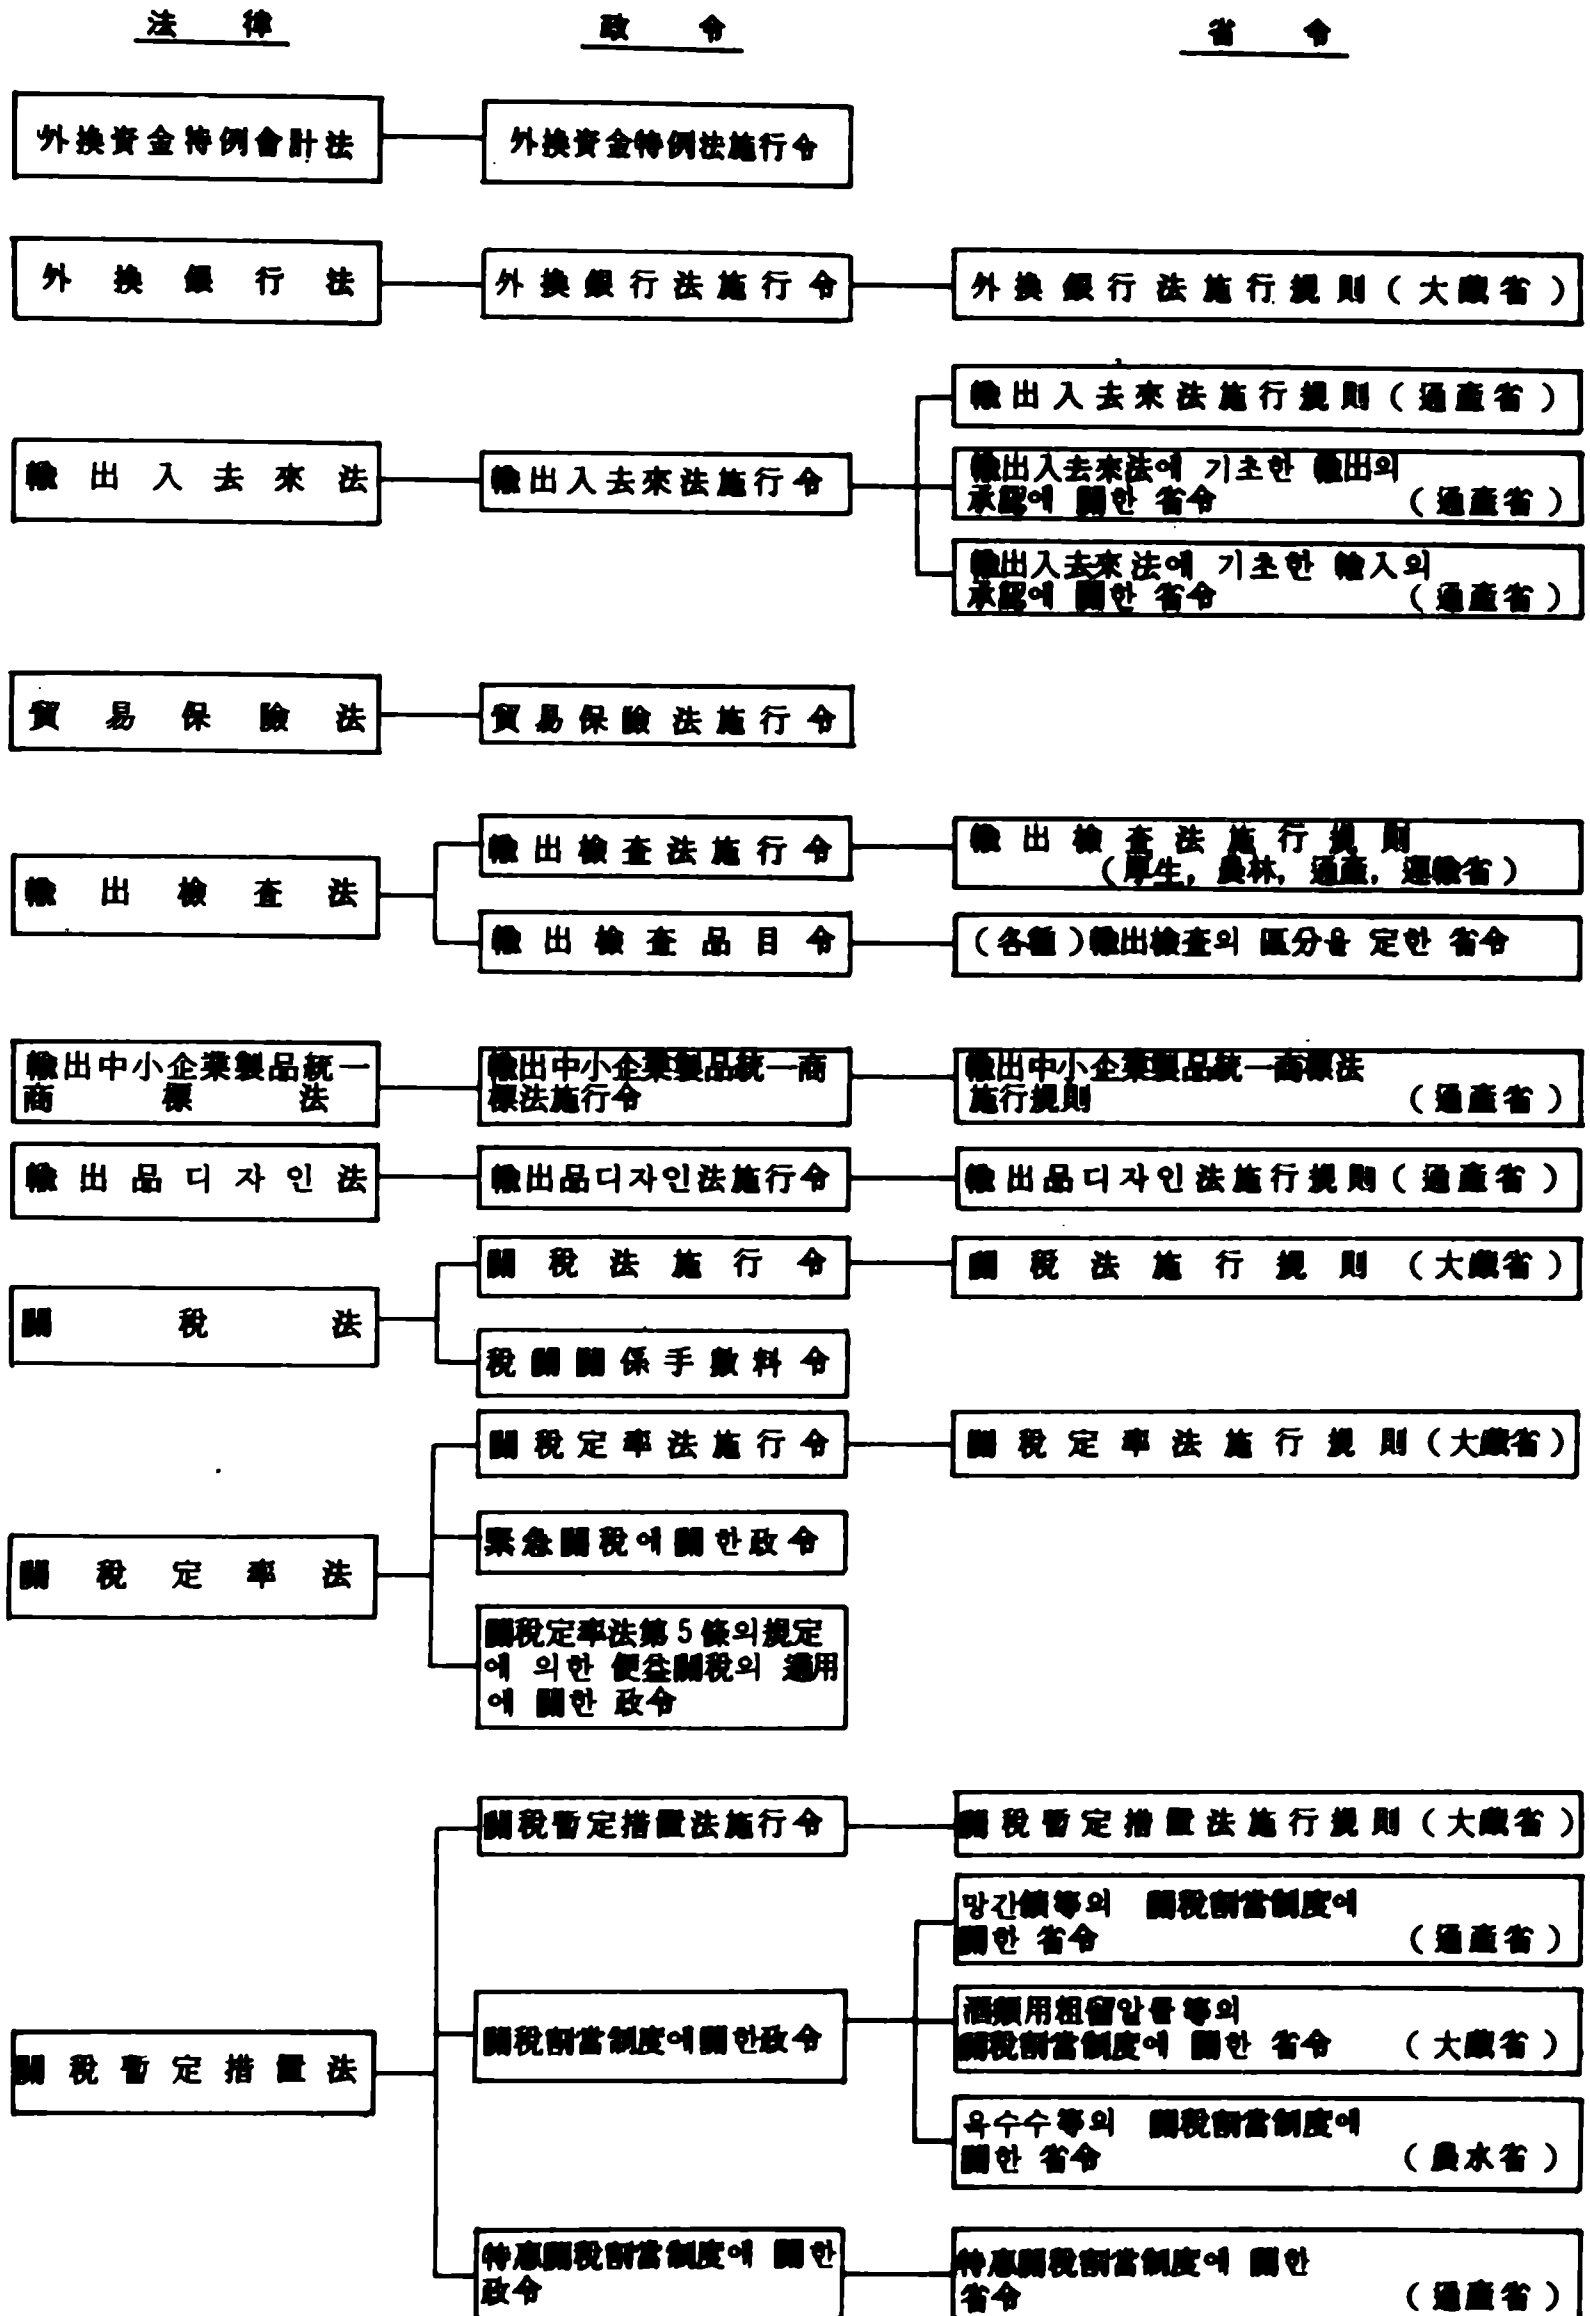 法 律
政 令
省 令
外換資金特例會計法
外換資金特例法施行令
外換銀行法
外換銀行法施行令
外換銀行法施行規則(大藏省)
輸出入去來法
輸出入去來法施行令
輸出入去來法施行規則(通產省)
輸出入去來法에 기초한 輸出의
承認에 關한 省令 (通產省)
輸出入去來法에 기초한 輸入의
承認에 關한 省令 (通產省)
貿易保險法
貿易保險法施行令
輸出檢査法
輸出檢査法施行令
輸出檢査法施行規則
(厚生, 農林, 通產, 運輸省)
輸出檢査品目令
(各種)輸出檢査의 區分을 定한 省令
輸出中小企業製品統一
商標法
輸出中小企業製品統一商
標法施行令
輸出中小企業製品統一商標法
施行規則 (通產省)
輸出品디자인法
輸出品디자인法施行令
輸出品디자인法施行規則(通產省)
關稅法
關稅法施行令
關稅法施行規則(大藏省)
稅關關係手數料令
關稅定率法
關稅定率法施行令
關稅定率法施行規則(大藏省)
緊急關稅에關한政令
關稅定率法第5條의規定
에 의한 便益關稅의 適用
에 關한 政令
關稅暫定措置法
關稅暫定措置法施行令
關稅暫定措置法施行規則(大藏省)
關稅割當制度에關한政令
망간鑛等의 關稅割當制度에
關한 省令 (通產省)
酒類用粗留알콜等의
關稅割當制度에 關한 省令 (大藏省)
옥수수等의 關稅割當制度에
關한 省令 (農水省)
特惠關稅割當制度에 關한
政令
特惠關稅割當制度에 關한
省令 (通產省)